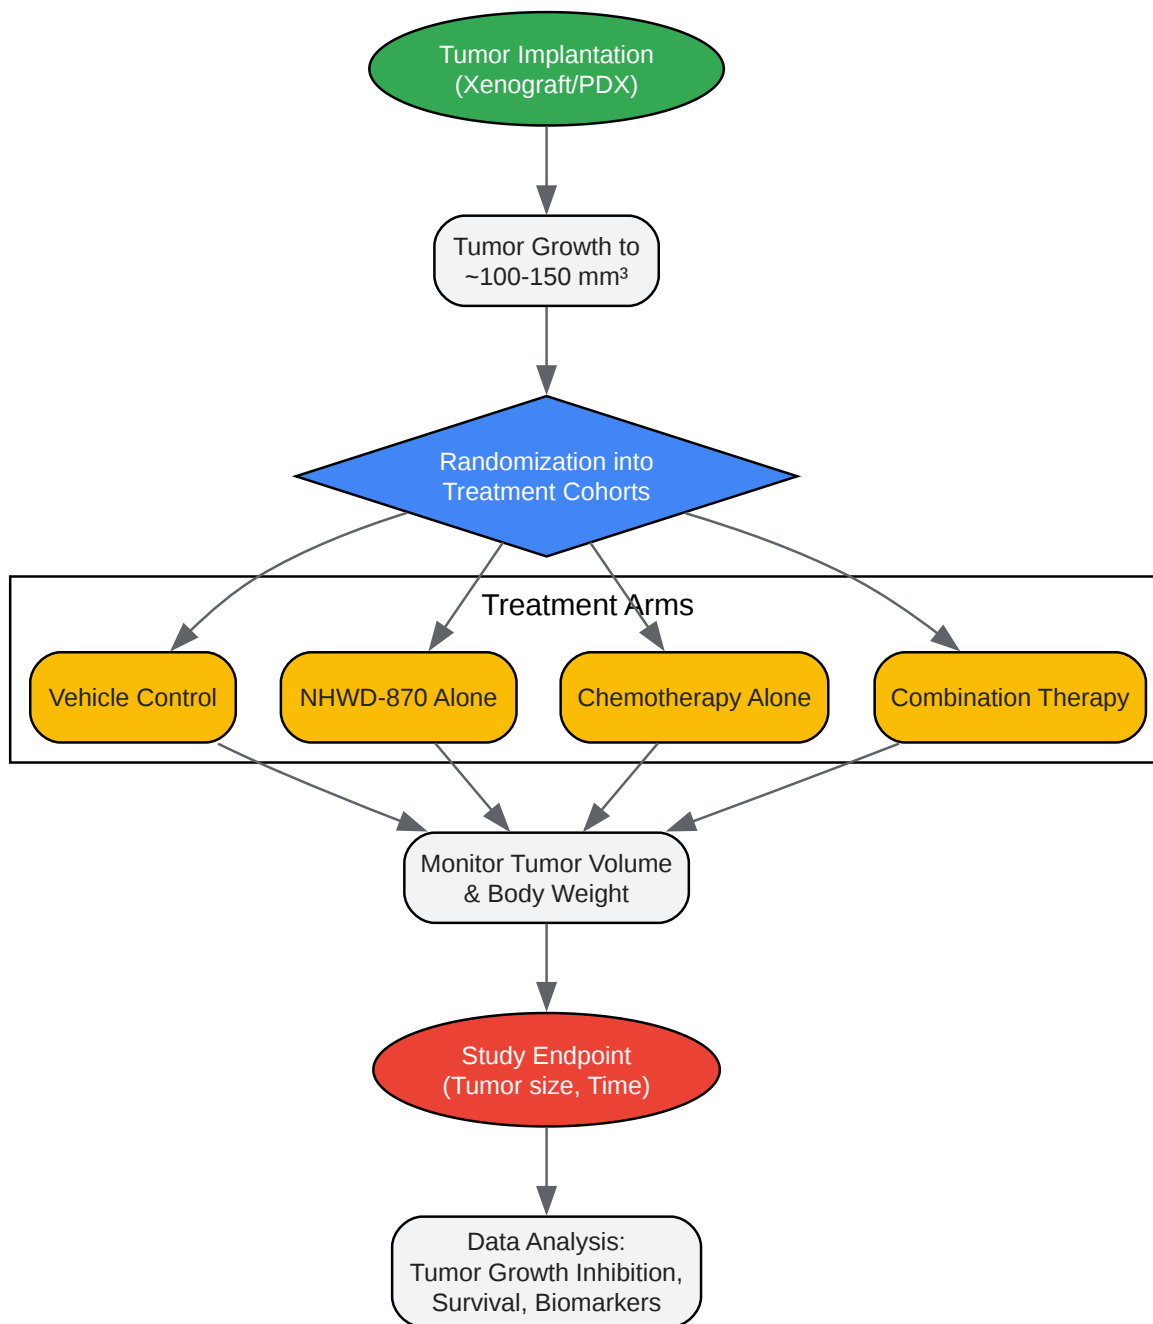 Tumor Implantation
(Xenograft/PDX)
Tumor Growth to
~100-150 mm³
Randomization into
Treatment Cohorts
Treatment Arms
Vehicle Control
NHWD-870 Alone
Chemotherapy Alone
Combination Therapy
Monitor Tumor Volume
& Body Weight
Study Endpoint
(Tumor size, Time)
Data Analysis:
Tumor Growth Inhibition,
Survival, Biomarkers